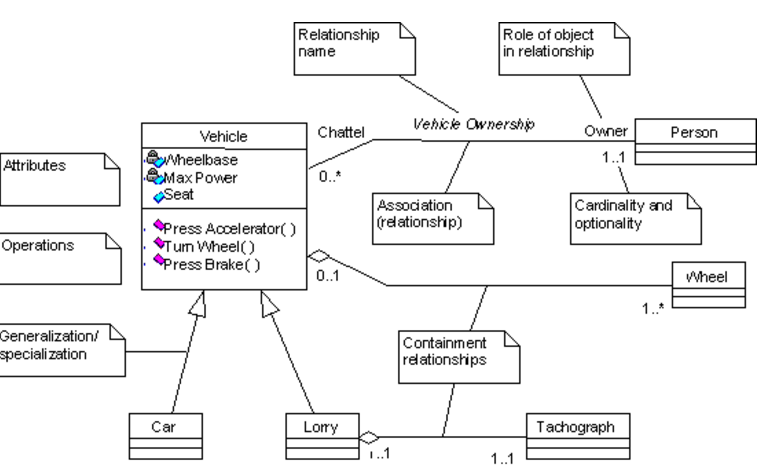 Relationship
name
Role of object
in relationship
Vehicle
Chattel
Vehicle Ownership
Owner
Person
Attributes
Wheelbase
Max Power
Seat
0..*
1..1
Association
(relationship)
Cardinality and
optionality
Operations
Press Accelerator( )
Turn Wheel( )
Press Brake( )
0..1
Wheel
1..*
Generalization/
specialization
Containment
relationships
Car
Lorry
Tachograph
1..1
1..1